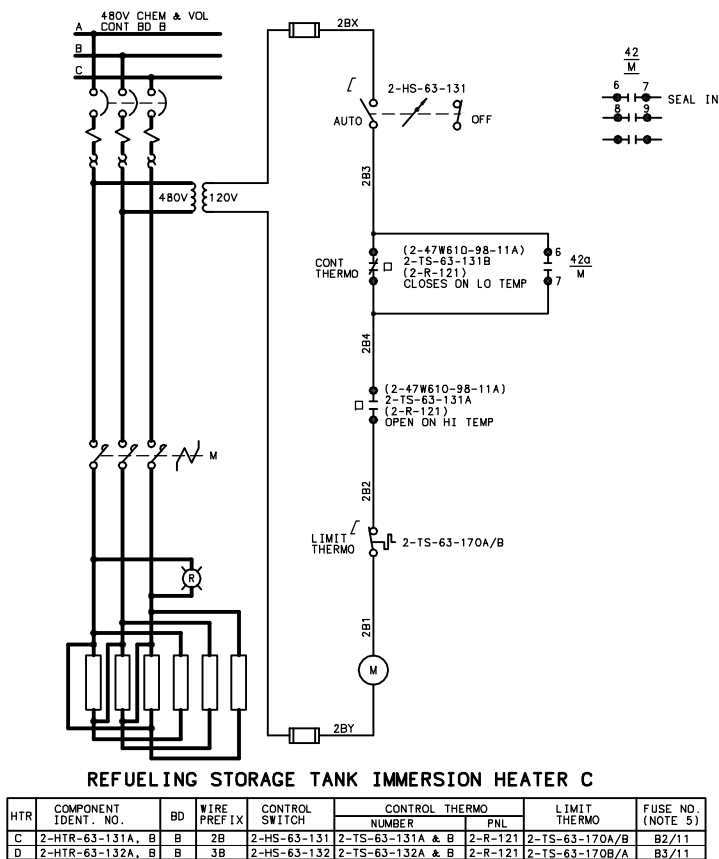 480V CHEM & VOL
CONT BD B
A
B
C
2BX
2-HS-63-131
AUTO
OFF
42
M
6 7
SEAL IN
8 9
480V
120V
2B3
CONT
THERMO
(2-47W610-98-11A)
2-TS-63-131B
(2-R-121)
CLOSES ON LO TEMP
6
42a
M
7
2B4
(2-47W610-98-11A)
2-TS-63-131A
(2-R-121)
OPEN ON HI TEMP
M
2B2
LIMIT
THERMO
2-TS-63-170A/B
R
2B1
M
2BY
REFUELING STORAGE TANK IMMERSION HEATER C
HTR COMPONENT IDENT. NO. BD WIRE PREFIX CONTROL SWITCH CONTROL THERMO NUMBER PNL LIMIT THERMO FUSE NO. (NOTE 5)
C 2-HTR-63-131A, B B 2B 2-HS-63-131 2-TS-63-131A & B 2-R-121 2-TS-63-170A/B B2/11
D 2-HTR-63-132A, B B 3B 2-HS-63-132 2-TS-63-132A & B 2-R-121 2-TS-63-170B/A B3/11